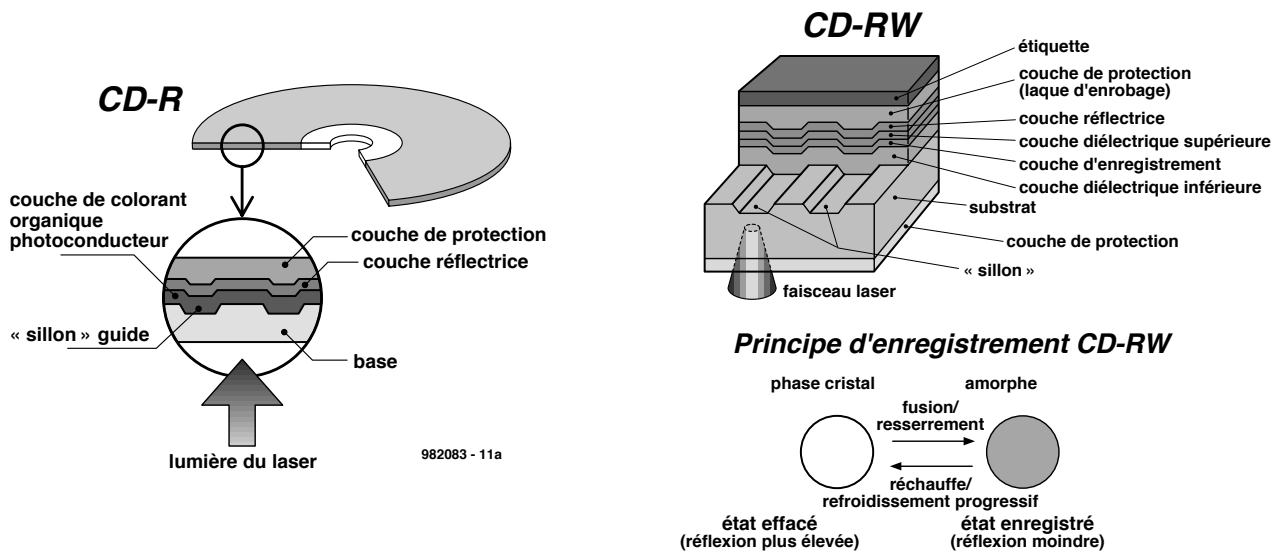 CD-R
couche de colorant
organique
photoconducteur
couche de protection
couche réflectrice
« sillon » guide
base
lumière du laser
982083 - 11a
CD-RW
étiquette
couche de protection
(laque d'enrobage)
couche réflectrice
couche diélectrique supérieure
couche d'enregistrement
couche diélectrique inférieure
substrat
couche de protection
« sillon »
faisceau laser
Principe d'enregistrement CD-RW
phase cristal
amorphe
fusion/
resserrement
réchauffe/
refroidissement progressif
état effacé
(réflexion plus élevée)
état enregistré
(réflexion moindre)